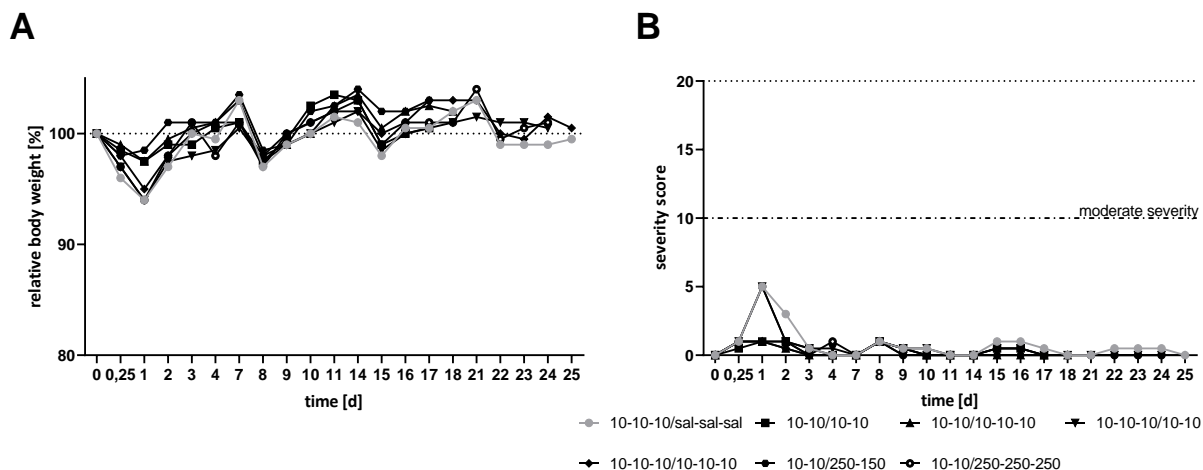 A
relative body weight [%]
100
90
80
0 0,25 1 2 3 4 7 8 9 10 11 14 15 16 17 18 21 22 23 24 25
time [d]
B
severity score
20
15
10
5
0
moderate severity
0 0,25 1 2 3 4 7 8 9 10 11 14 15 16 17 18 21 22 23 24 25
time [d]
10-10-10/sal-sal-sal 10-10/10-10 10-10/10-10-10 10-10-10/10-10
10-10-10/10-10-10 10-10/250-150 10-10/250-250-250